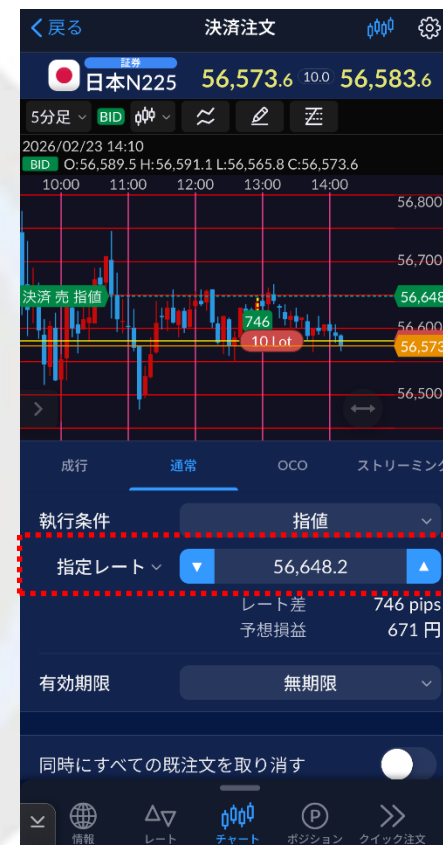 戻る 決済注文
証券
日本N225 56,573.6 10.0 56,583.6
5分足 BID
2026/02/23 14:10
BID O:56,589.5 H:56,591.1 L:56,565.8 C:56,573.6
10:00 11:00 12:00 13:00 14:00
56,800
56,700
決済 売 指値 56,648
746 56,600
10 Lot 56,573
56,500
成行 通常 OCO ストリーミング
執行条件 指値
指定レート 56,648.2
レート差 746 pips
予想損益 671 円
有効期限 無期限
同時にすべての既注文を取り消す
情報 レート チャート P ポジション クイック注文